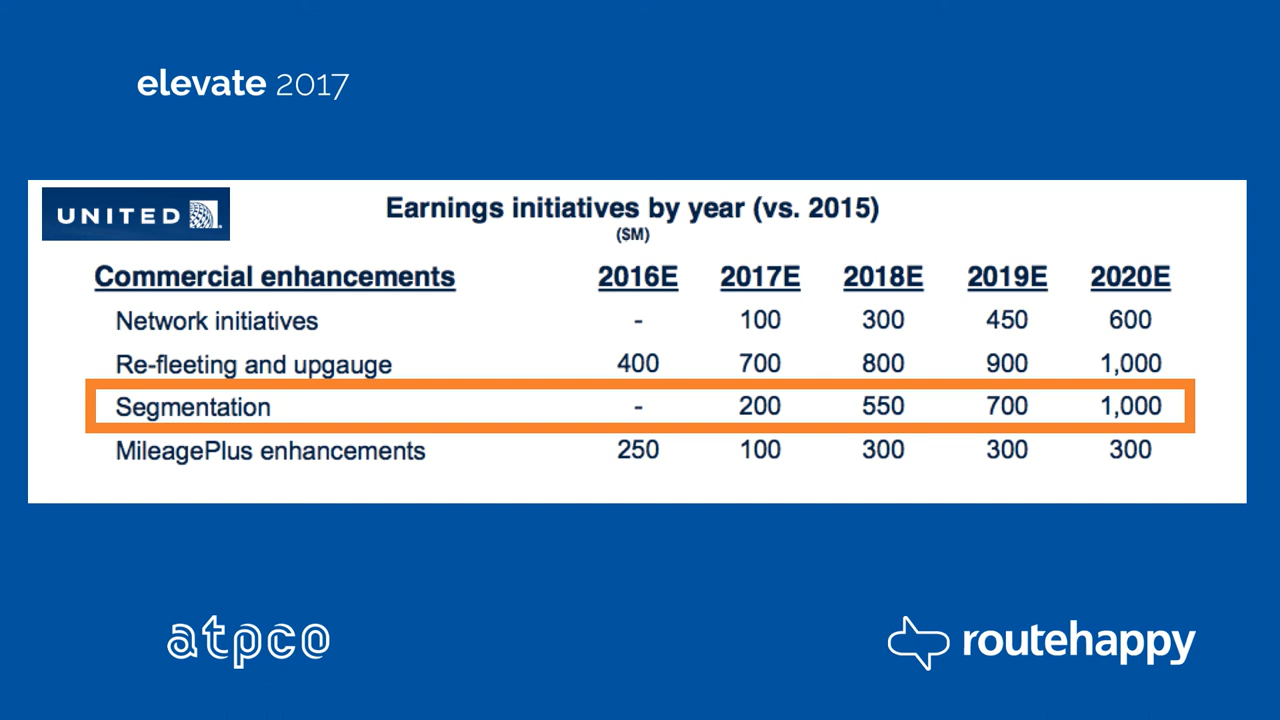 elevate 2017
UNITED
Earnings initiatives by year (vs. 2015)
($M)
Commercial enhancements 2016E 2017E 2018E 2019E 2020E
Network initiatives - 100 300 450 600
Re-fleeting and upgauge 400 700 800 900 1,000
Segmentation - 200 550 700 1,000
MileagePlus enhancements 250 100 300 300 300
atpco
routehappy